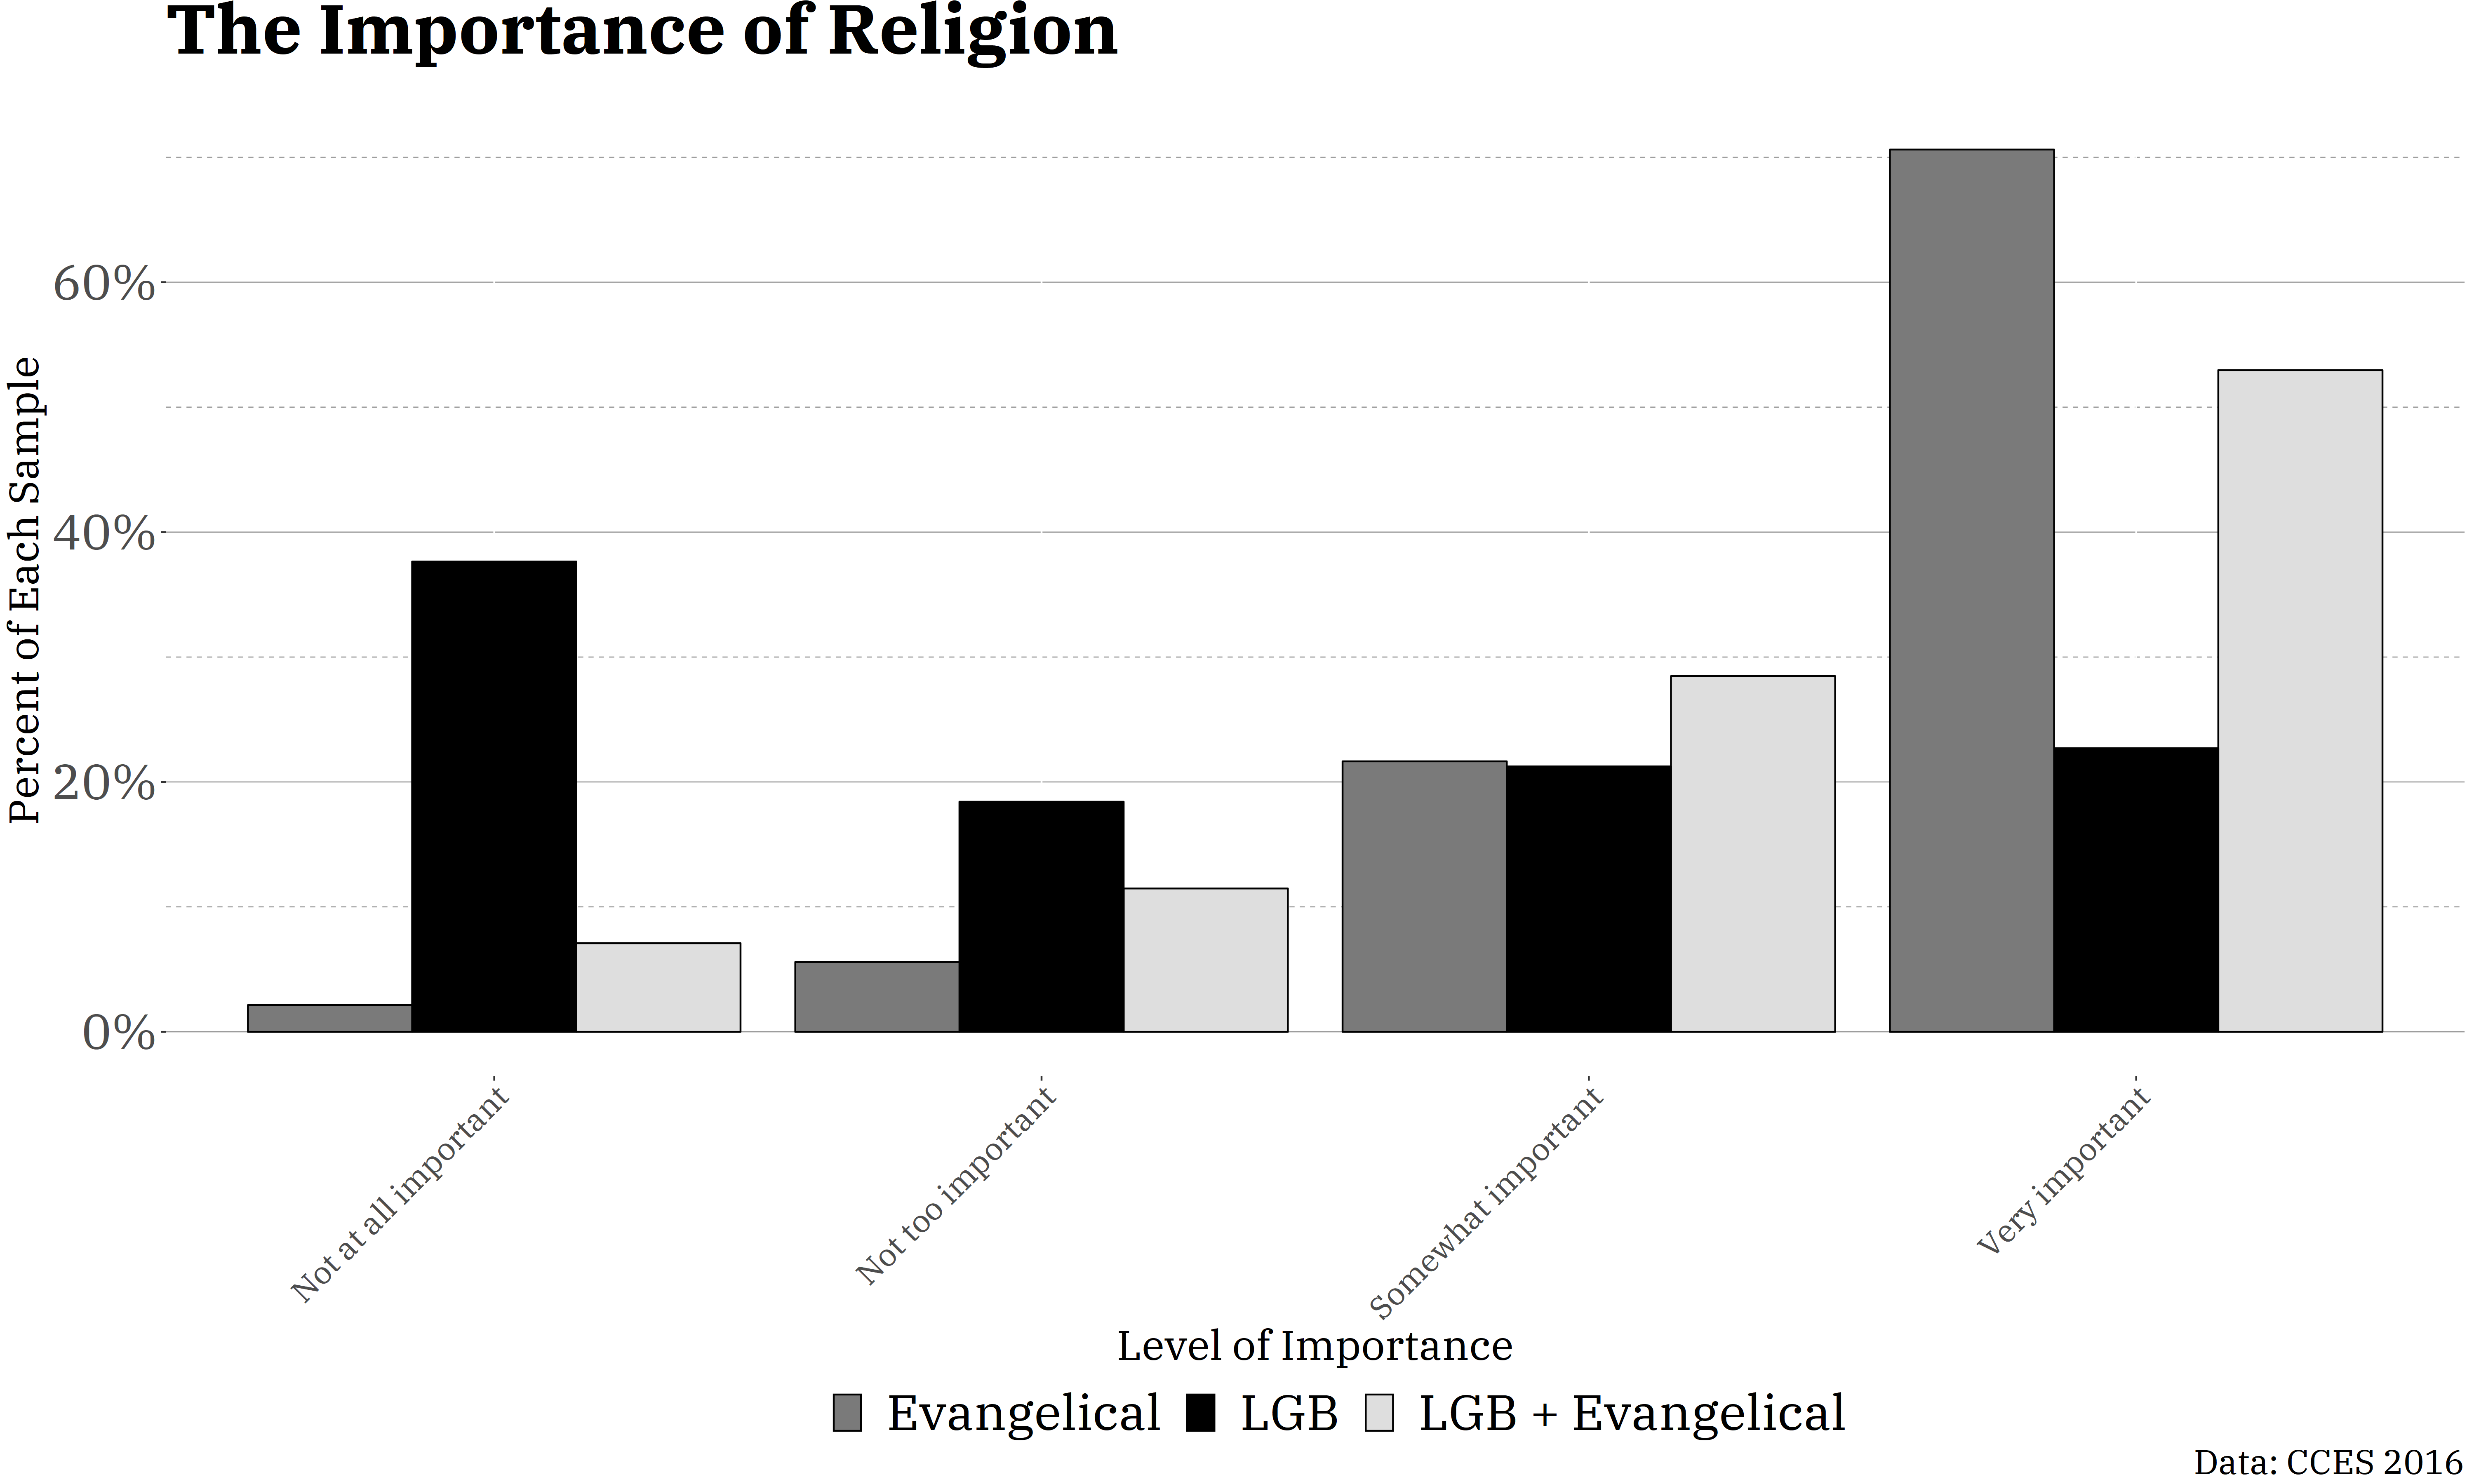 The Importance of Religion
Percent of Each Sample
60%
40%
20%
0%
Not at all important
Not too important
Somewhat important
Very important
Level of Importance
Evangelical LGB LGB + Evangelical
Data: CCES 2016